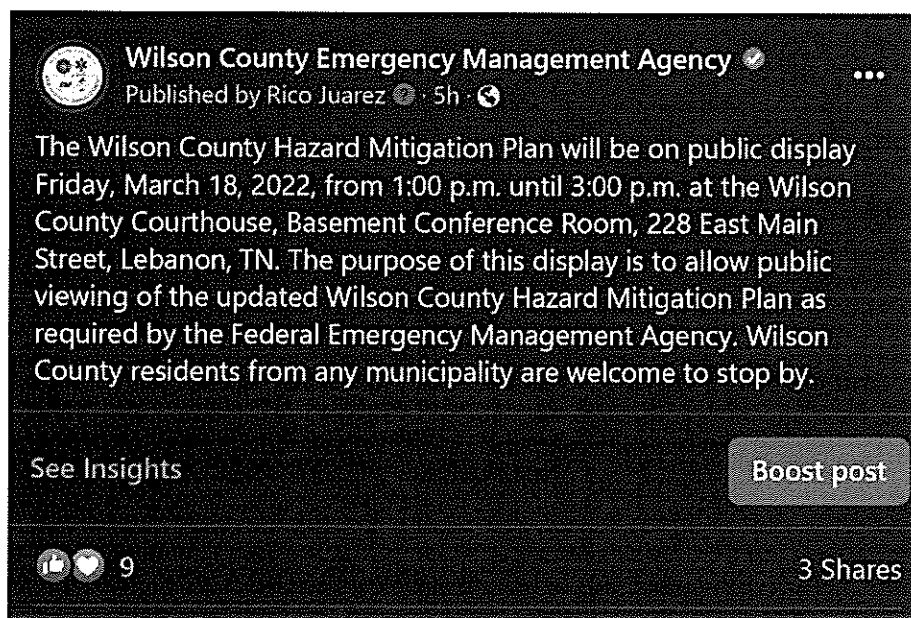 Wilson County Emergency Management Agency
•••
Published by Rico Juarez · 5h ·
The Wilson County Hazard Mitigation Plan will be on public display
Friday, March 18, 2022, from 1:00 p.m. until 3:00 p.m. at the Wilson
County Courthouse, Basement Conference Room, 228 East Main
Street, Lebanon, TN. The purpose of this display is to allow public
viewing of the updated Wilson County Hazard Mitigation Plan as
required by the Federal Emergency Management Agency. Wilson
County residents from any municipality are welcome to stop by.
See Insights
Boost post
9
3 Shares